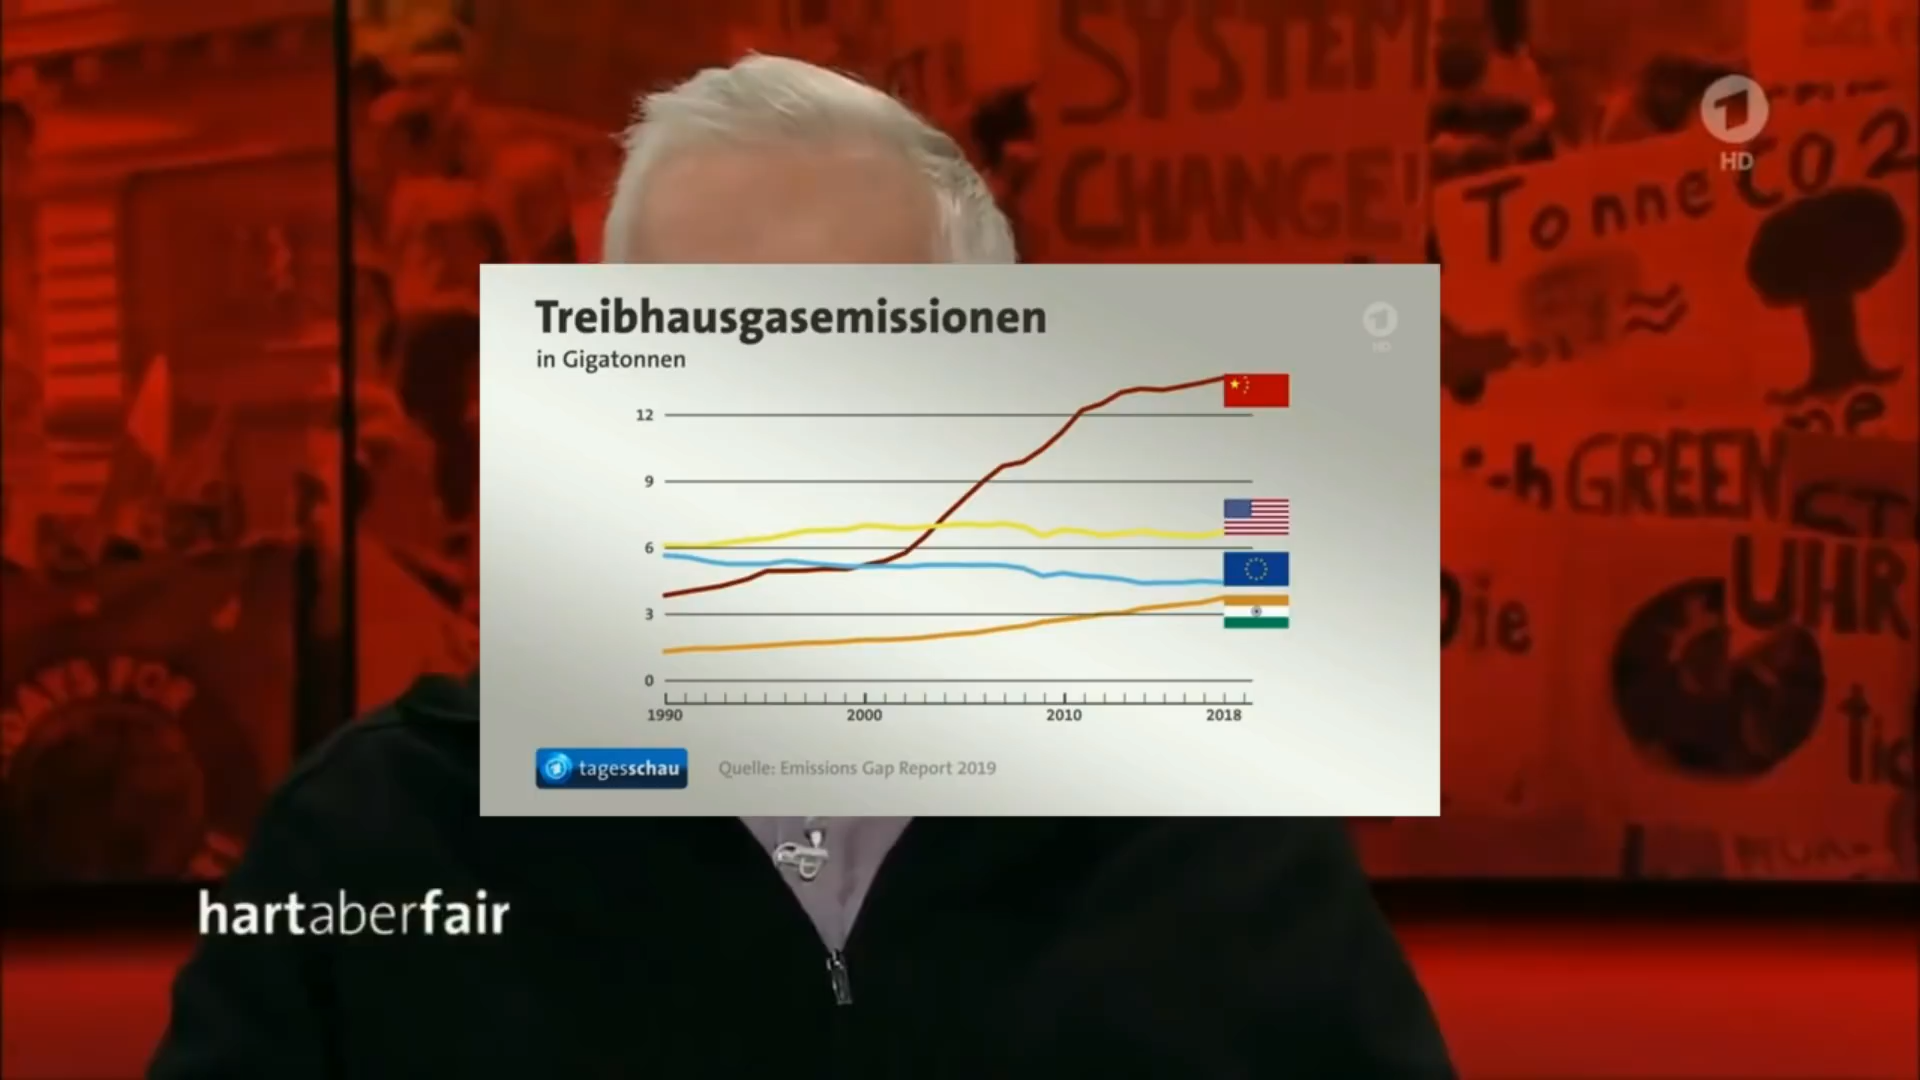 SYSTEM
CHANGE!
Tonne CO2
≈
GREEN
Die
UHR
HD
Treibhausgasemissionen
in Gigatonnen
12
9
6
3
0
1990
2000
2010
2018
tagesschau
Quelle: Emissions Gap Report 2019
hartaberfair